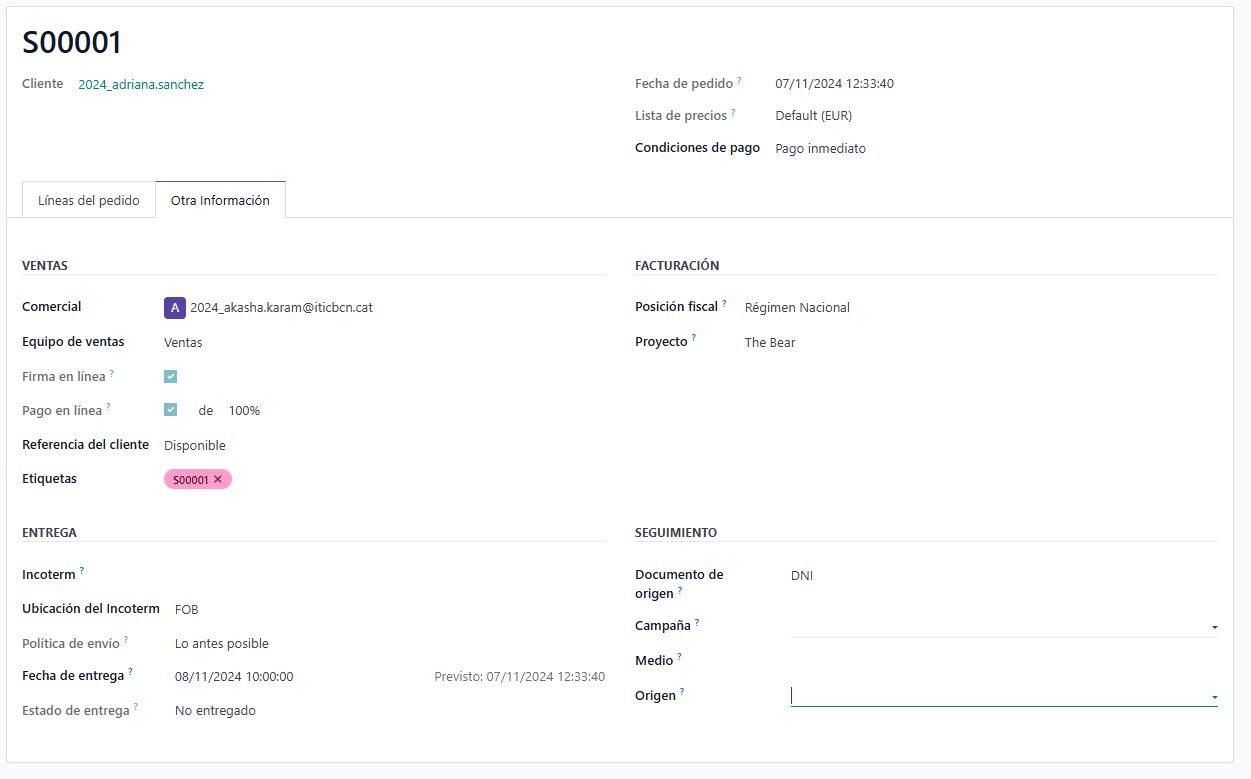 S00001
Cliente 2024_adriana.sanchez
Fecha de pedido ? 07/11/2024 12:33:40
Lista de precios ? Default (EUR)
Condiciones de pago Pago inmediato
Líneas del pedido Otra Información
VENTAS
Comercial A 2024_akasha.karam@iticbcn.cat
Equipo de ventas Ventas
Firma en línea ?
Pago en línea ? de 100%
Referencia del cliente Disponible
Etiquetas S00001 ✕
FACTURACIÓN
Posición fiscal ? Régimen Nacional
Proyecto ? The Bear
ENTREGA
Incoterm ?
Ubicación del Incoterm FOB
Política de envío ? Lo antes posible
Fecha de entrega ? 08/11/2024 10:00:00 Previsto: 07/11/2024 12:33:40
Estado de entrega ? No entregado
SEGUIMIENTO
Documento de DNI
origen ?
Campaña ?
Medio ?
Origen ?